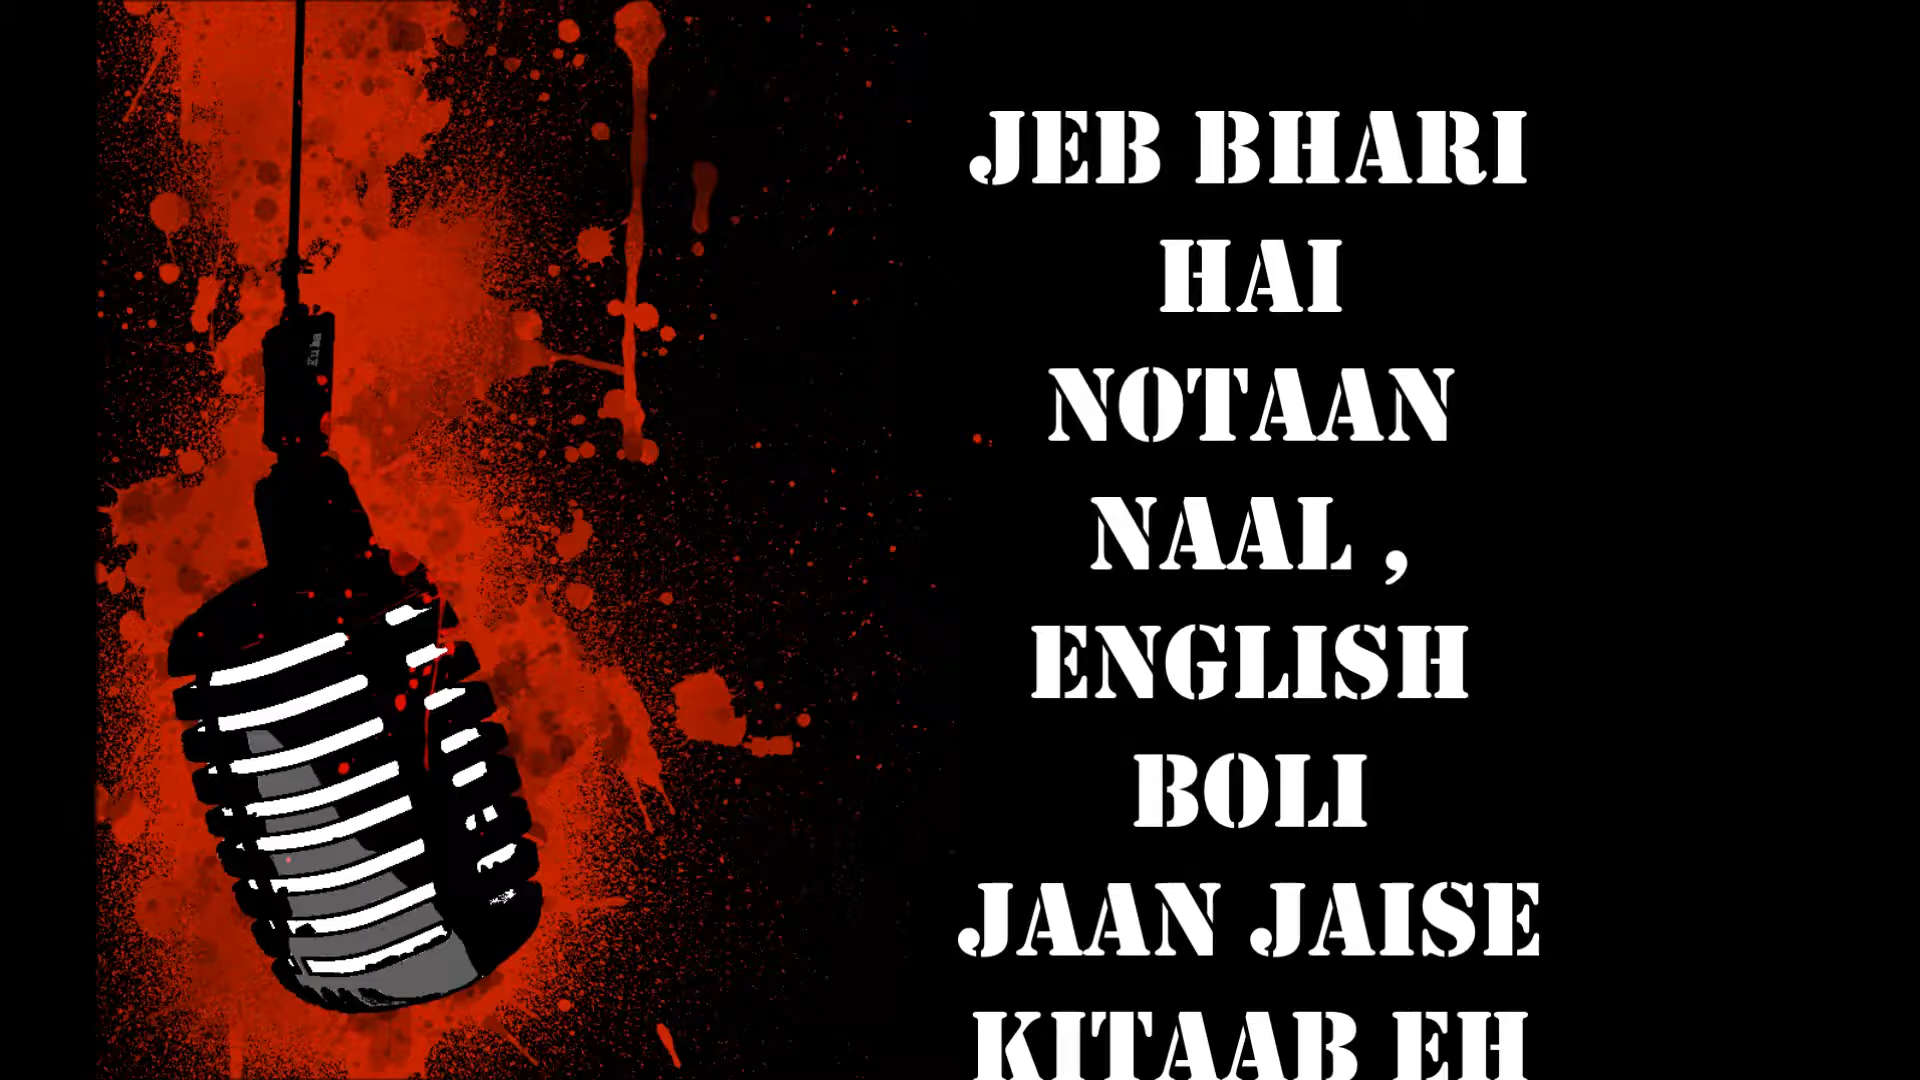 JEB BHARI
HAI
NOTAAN
NAAL ,
ENGLISH
BOLI
JAAN JAISE
KITAAB EH